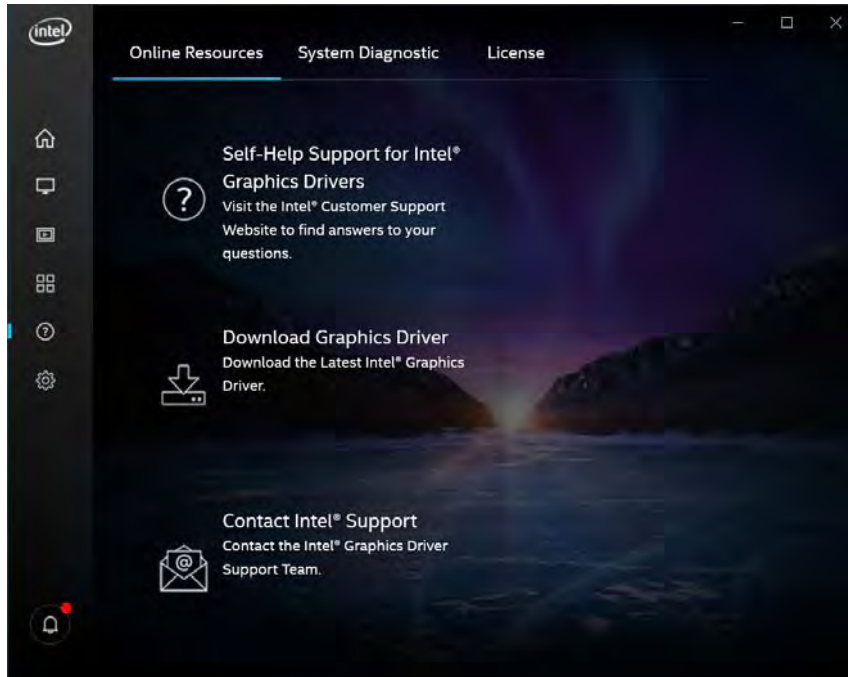 intel
Online Resources System Diagnostic License
Self-Help Support for Intel®
Graphics Drivers
Visit the Intel® Customer Support
Website to find answers to your
questions.
Download Graphics Driver
Download the Latest Intel® Graphics
Driver.
Contact Intel® Support
Contact the Intel® Graphics Driver
Support Team.